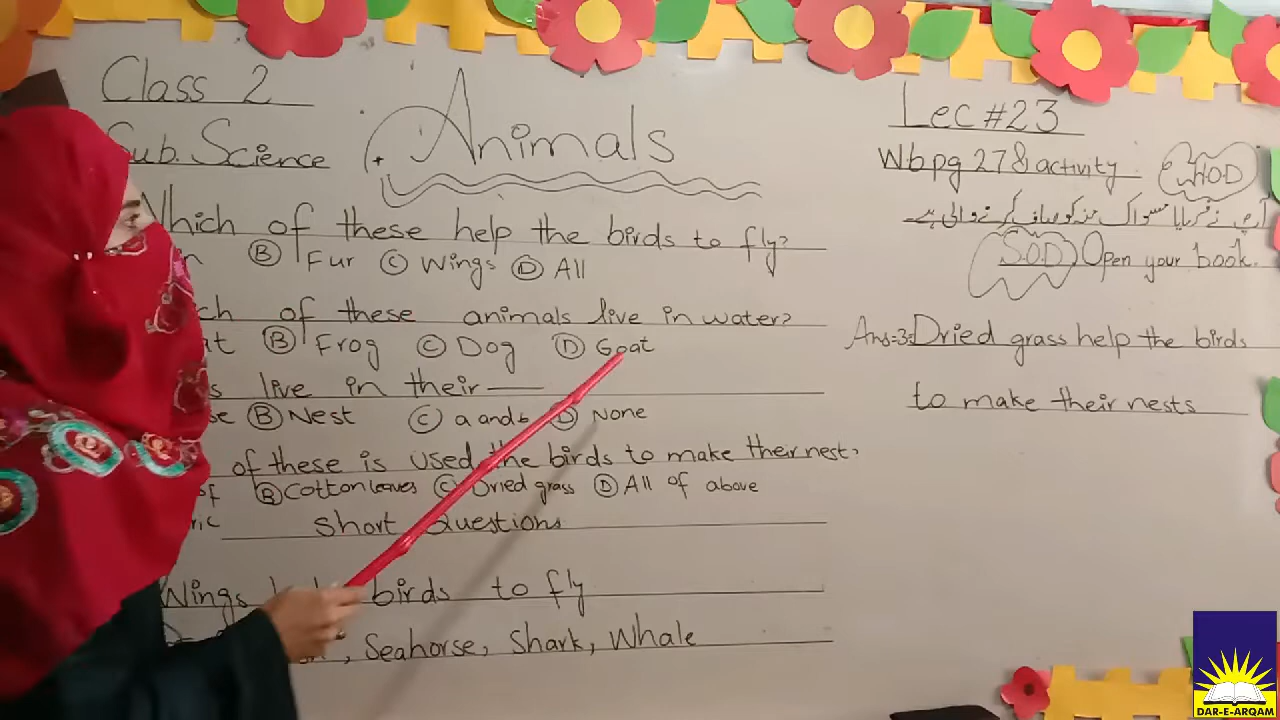 Class 2
Sub. Science
Animals
Which of these help the birds to fly?
B Fur C Wings D All
of these animals live in water?
B Frog C Dog D Goat
live in their
B Nest C a and b D None
of these is used the birds to make their nest?
B Cotton leaves C Dried grass D All of above
Short Questions
Wings birds to fly
, Seahorse, Shark, Whale
Lec #23
Wb pg 27 & activity
HOD
SOD Open your book.
Ans=3: Dried grass help the birds
to make their nests
DAR-E-ARQAM